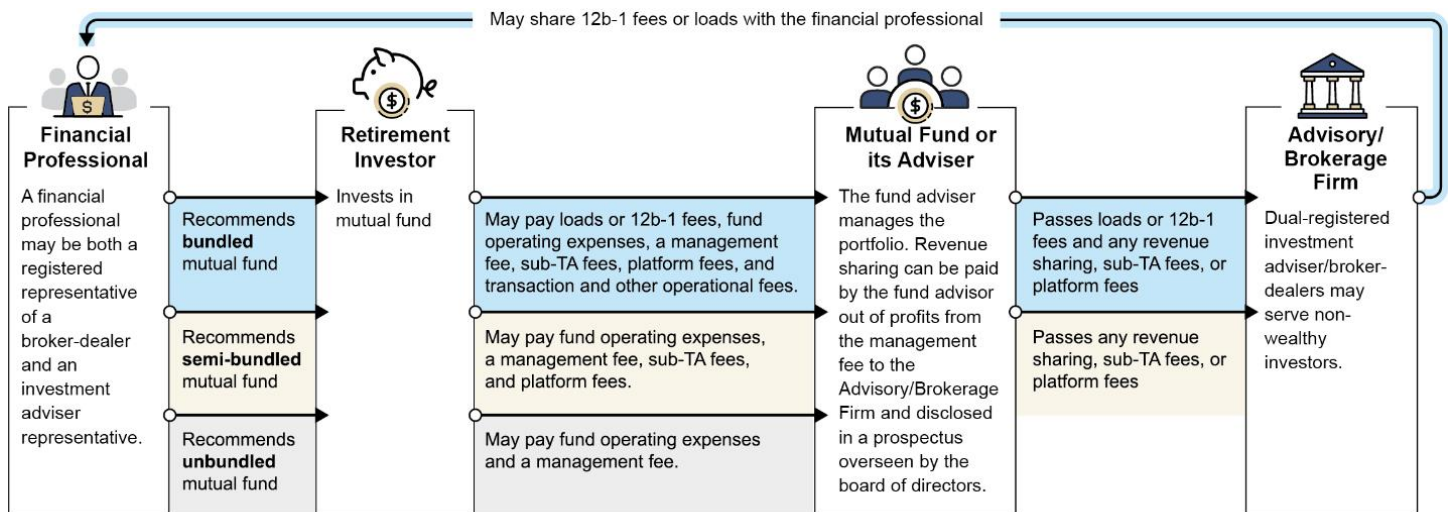 May share 12b-1 fees or loads with the financial professional
$
Financial
Professional
A financial
professional
may be both a
registered
representative
of a
broker-dealer
and an
investment
adviser
representative.
Recommends
bundled
mutual fund
Recommends
semi-bundled
mutual fund
Recommends
unbundled
mutual fund
$
Retirement
Investor
Invests in
mutual fund
May pay loads or 12b-1 fees, fund
operating expenses, a management
fee, sub-TA fees, platform fees, and
transaction and other operational fees.
May pay fund operating expenses,
a management fee, sub-TA fees,
and platform fees.
May pay fund operating expenses
and a management fee.
$
Mutual Fund or
its Adviser
The fund adviser
manages the
portfolio. Revenue
sharing can be paid
by the fund advisor
out of profits from
the management
fee to the
Advisory/Brokerage
Firm and disclosed
in a prospectus
overseen by the
board of directors.
Passes loads or 12b-1
fees and any revenue
sharing, sub-TA fees, or
platform fees
Passes any revenue
sharing, sub-TA fees, or
platform fees
Advisory/
Brokerage
Firm
Dual-registered
investment
adviser/broker-
dealers may
serve non-
wealthy
investors.